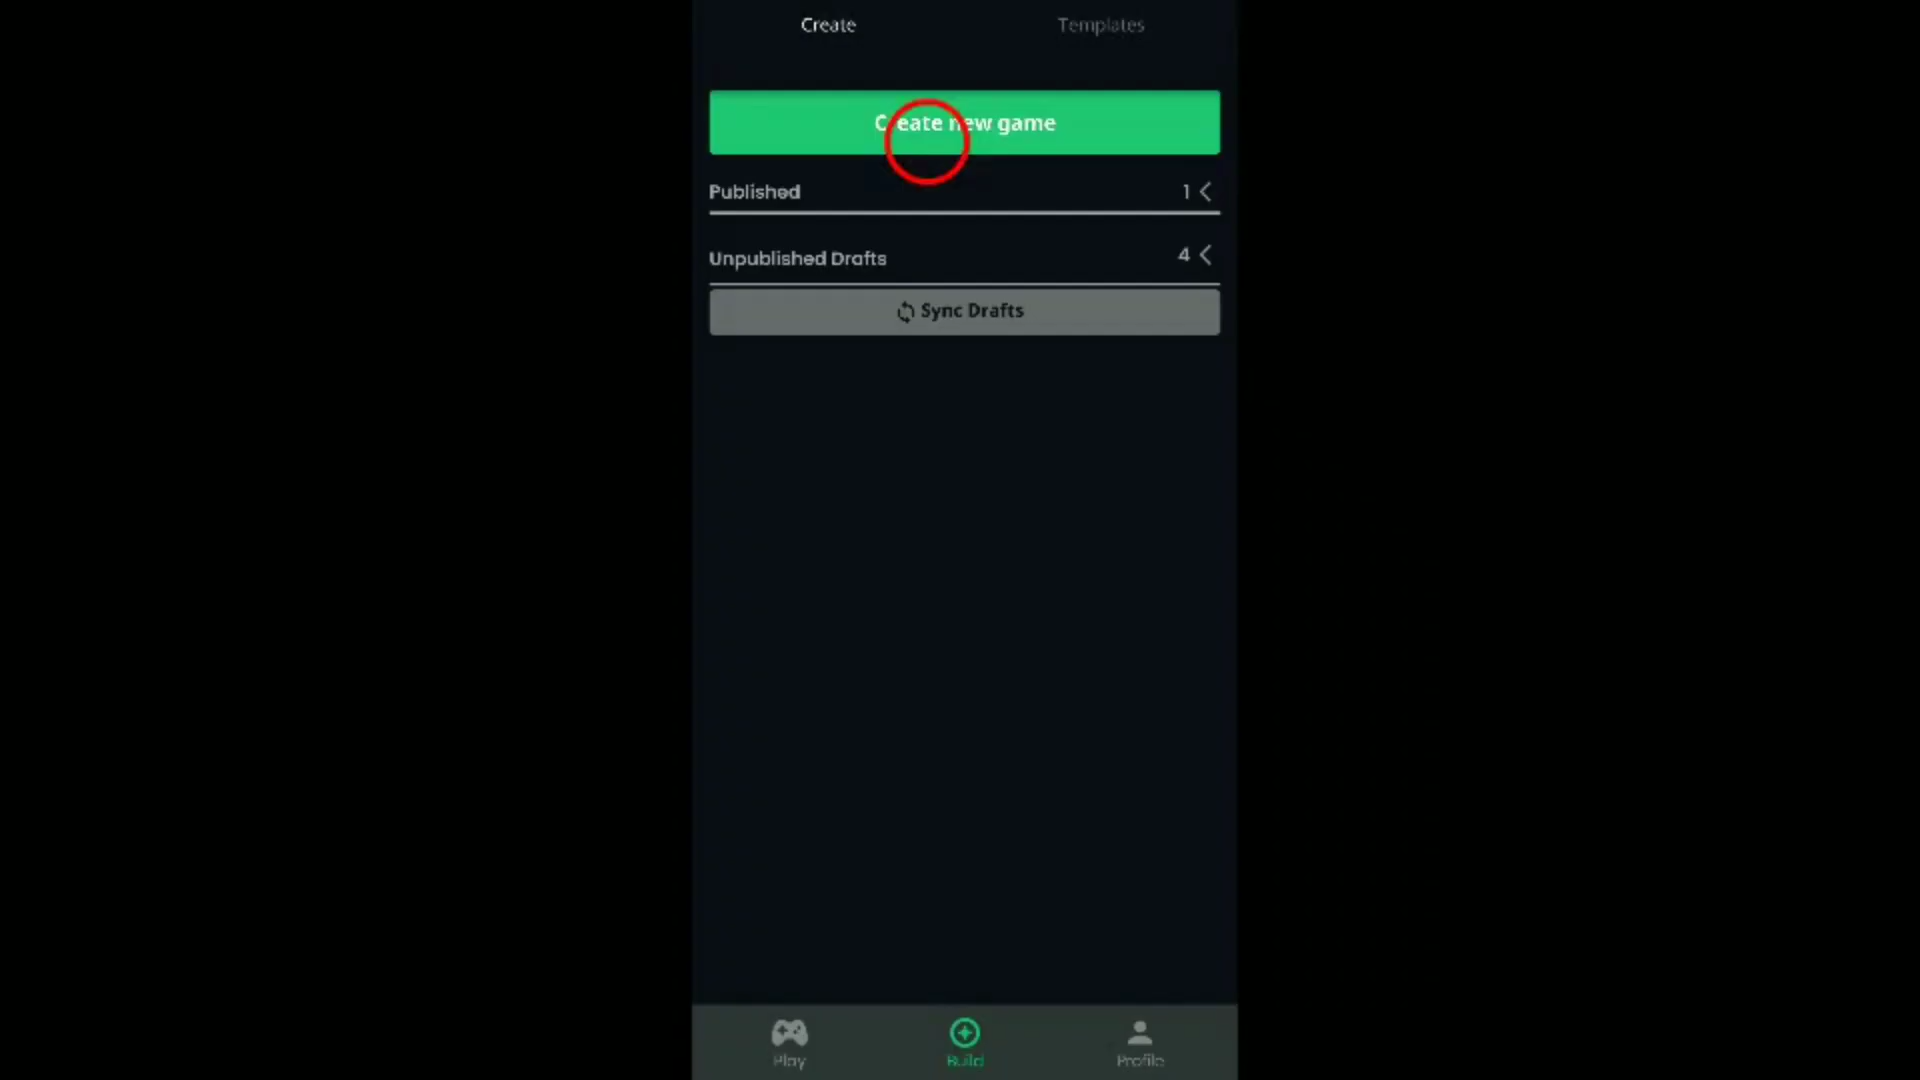 Create Templates
Create new game
Published 1
Unpublished Drafts 4
Sync Drafts
Play Build Profile